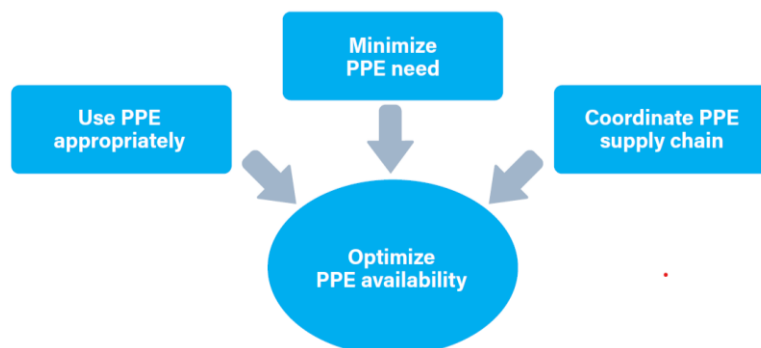 Minimize
PPE need
Use PPE
appropriately
Coordinate PPE
supply chain
Optimize
PPE availability